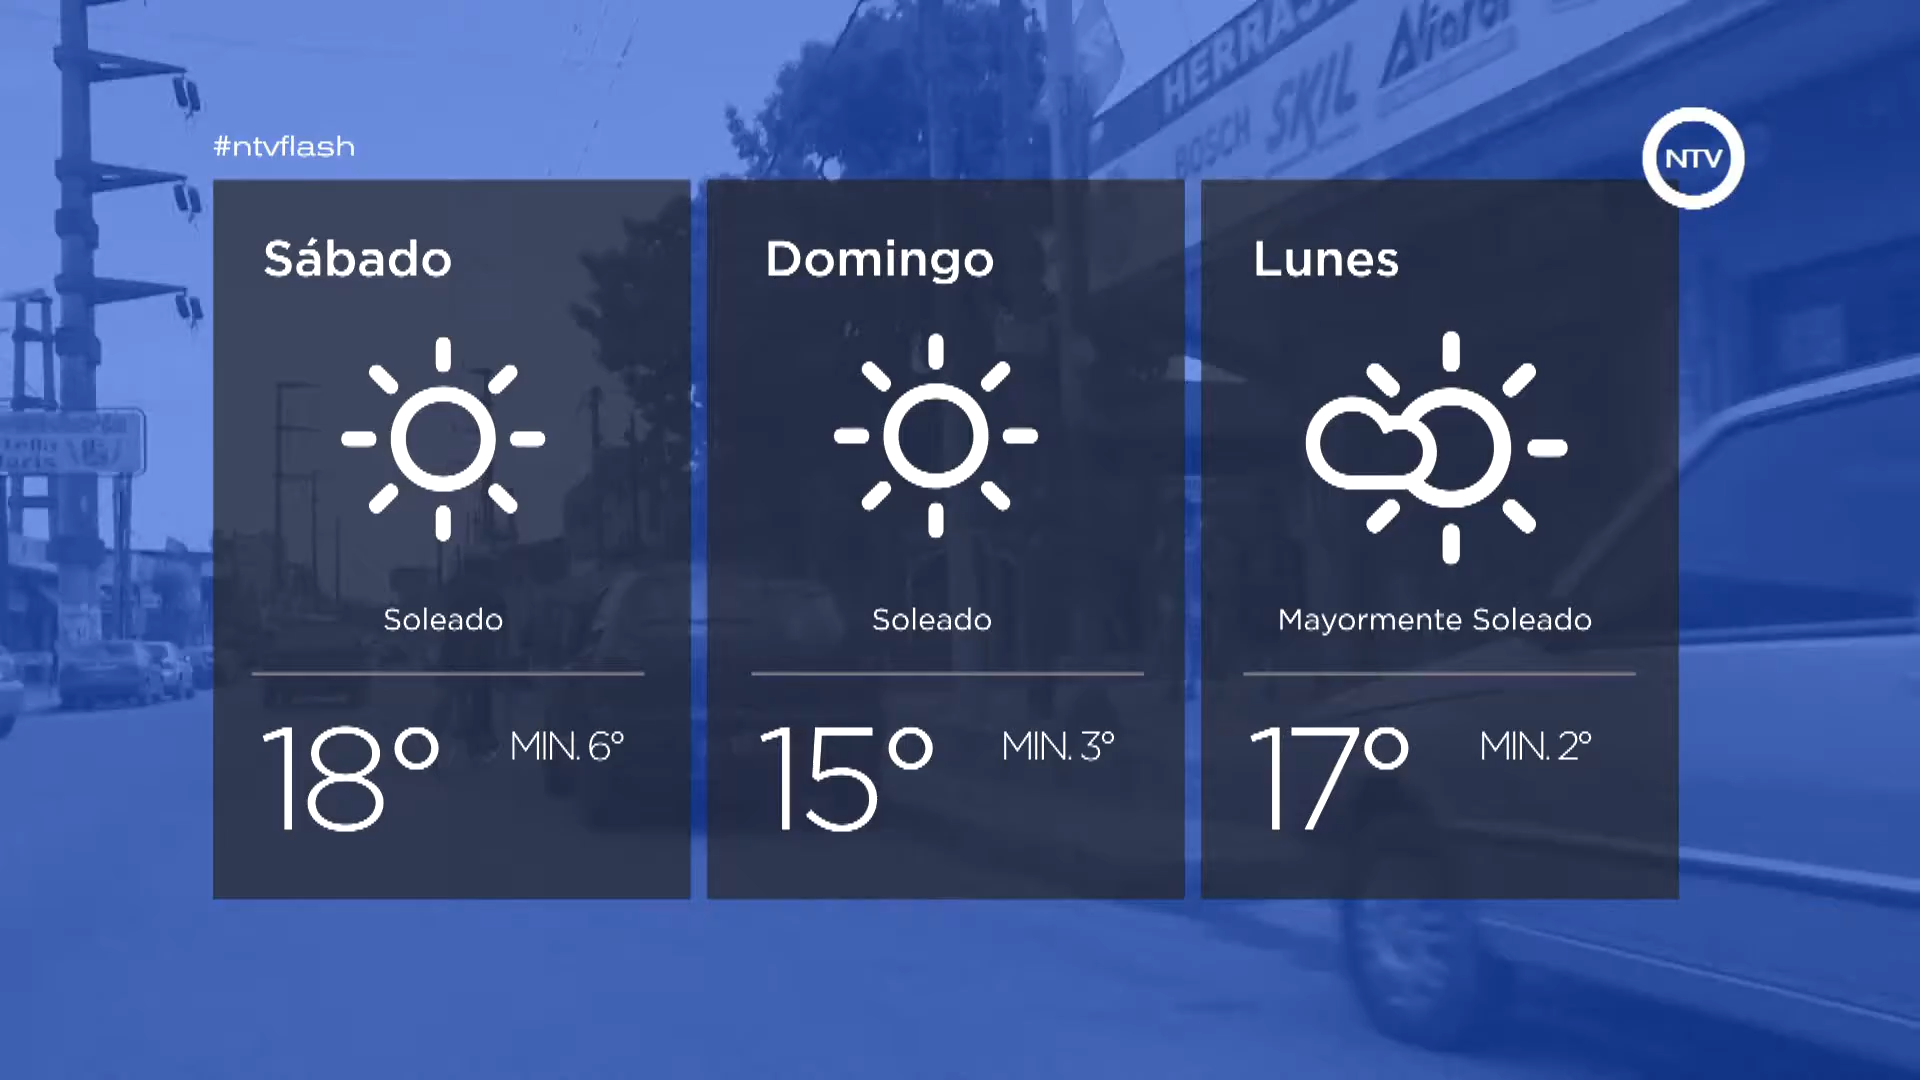 #ntvflash
NTV
HERRAJ
BOSCH SKIL
Sábado
Soleado
18° MIN. 6°
Domingo
Soleado
15° MIN. 3°
Lunes
Mayormente Soleado
17° MIN. 2°